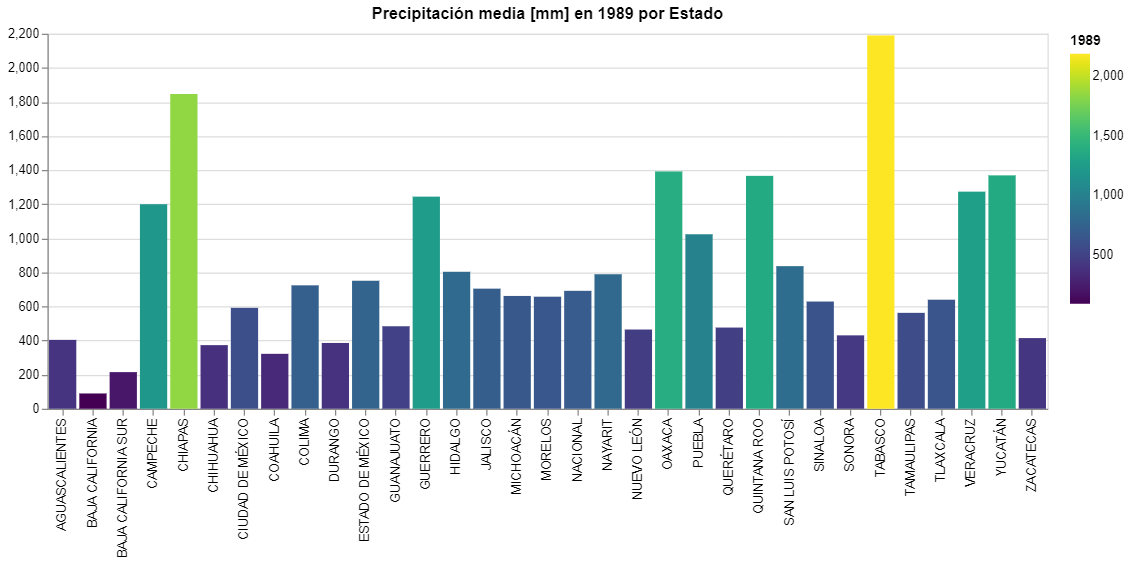 Precipitación media [mm] en 1989 por Estado
2,200
2,000
1,800
1,600
1,400
1,200
1,000
800
600
400
200
0
AGUASCALIENTES
BAJA CALIFORNIA
BAJA CALIFORNIA SUR
CAMPECHE
CHIAPAS
CHIHUAHUA
CIUDAD DE MÉXICO
COAHUILA
COLIMA
DURANGO
ESTADO DE MÉXICO
GUANAJUATO
GUERRERO
HIDALGO
JALISCO
MICHOACÁN
MORELOS
NACIONAL
NAYARIT
NUEVO LEÓN
OAXACA
PUEBLA
QUERÉTARO
QUINTANA ROO
SAN LUIS POTOSÍ
SINALOA
SONORA
TABASCO
TAMAULIPAS
TLAXCALA
VERACRUZ
YUCATÁN
ZACATECAS
1989
2,000
1,500
1,000
500